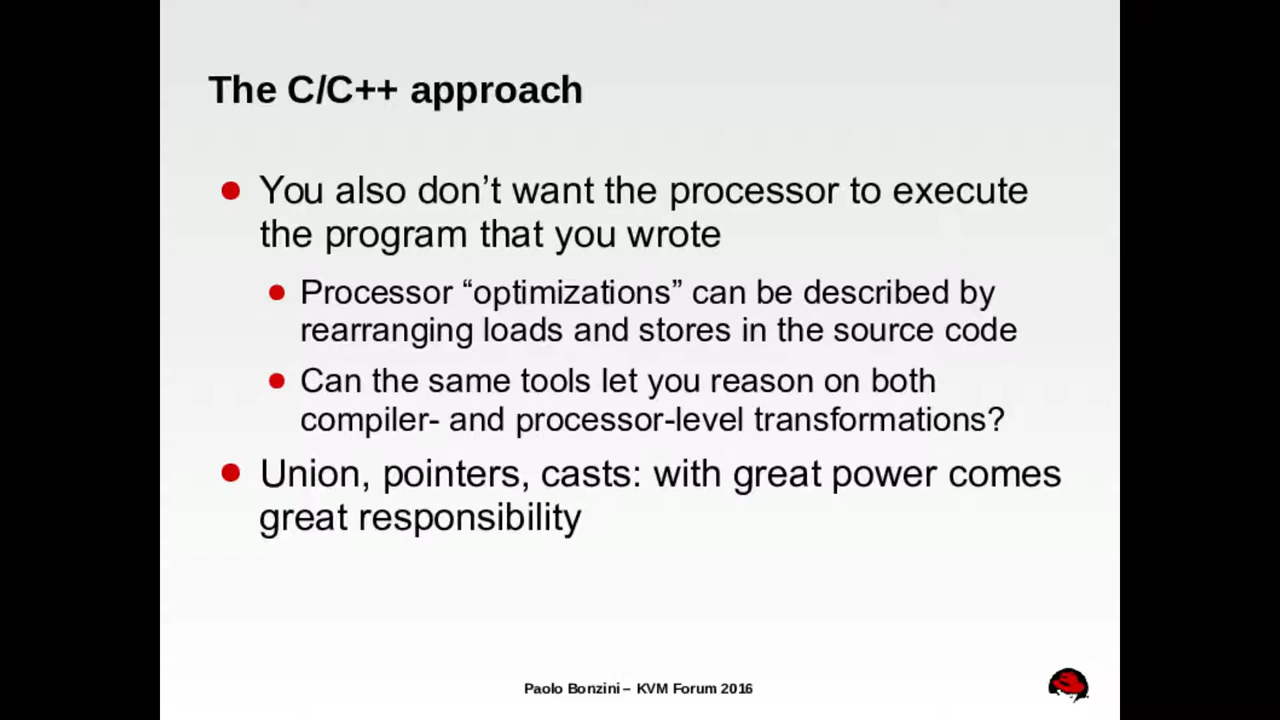 The C/C++ approach
You also don’t want the processor to execute
the program that you wrote
Processor “optimizations” can be described by
rearranging loads and stores in the source code
Can the same tools let you reason on both
compiler- and processor-level transformations?
Union, pointers, casts: with great power comes
great responsibility
Paolo Bonzini – KVM Forum 2016